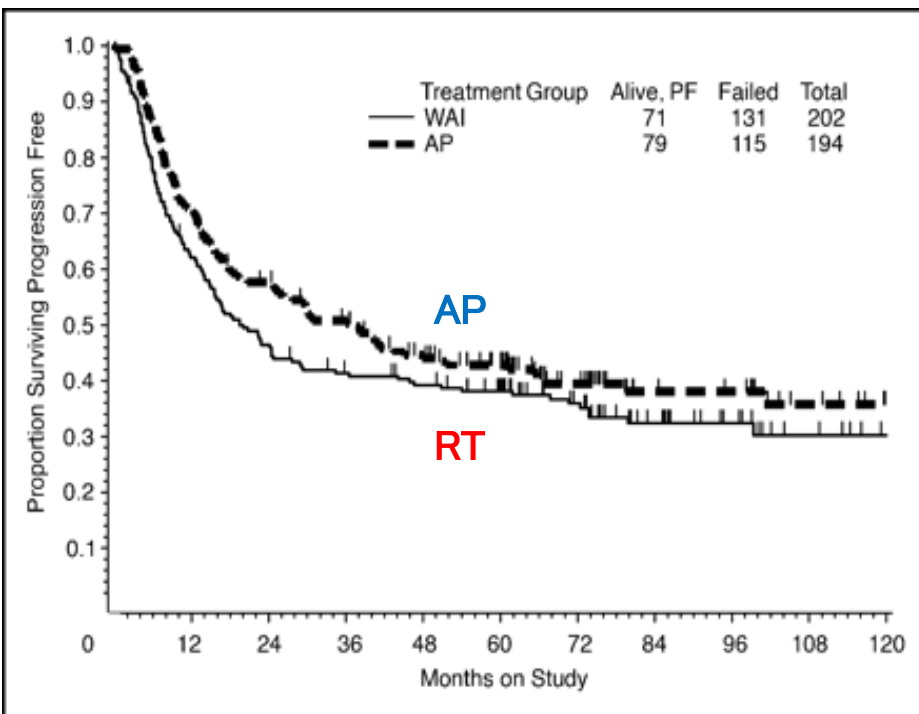 Proportion Surviving Progression Free
1.0
0.9
0.8
0.7
0.6
0.5
0.4
0.3
0.2
0.1
Treatment Group Alive, PF Failed Total
WAI 71 131 202
AP 79 115 194
AP
RT
0 12 24 36 48 60 72 84 96 108 120
Months on Study